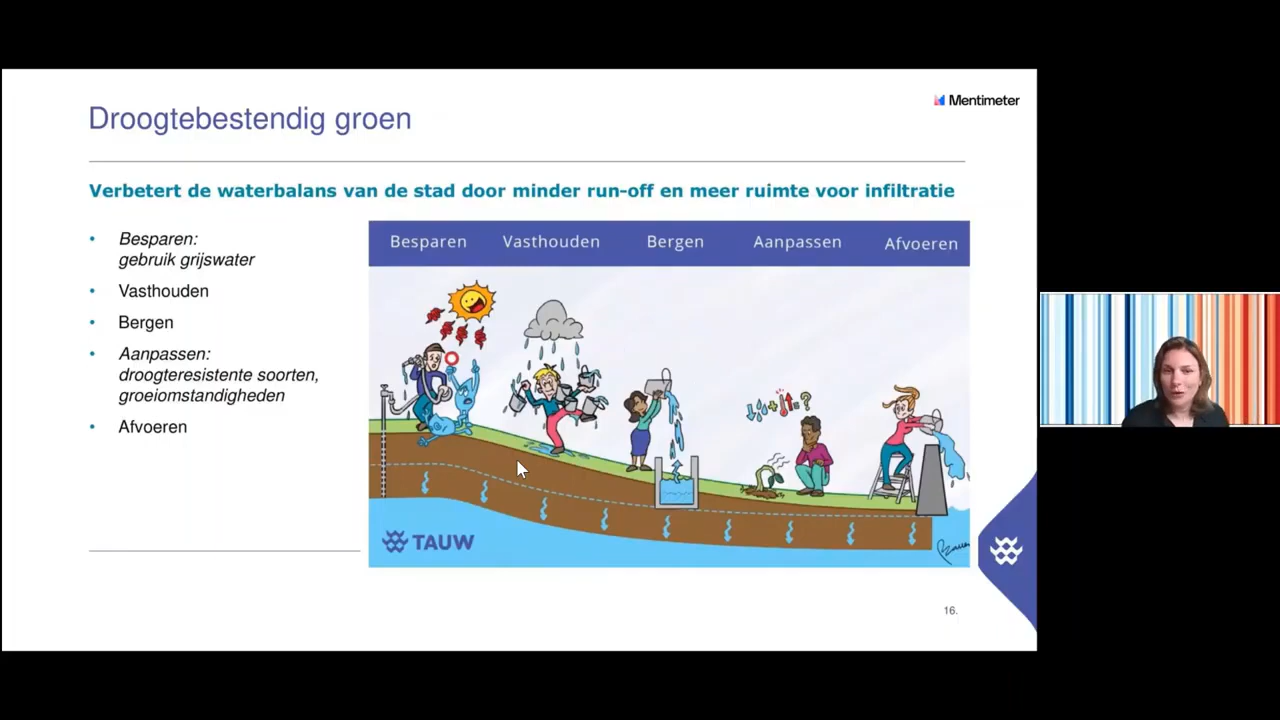 Droogtebestendig groen
Mentimeter
Verbetert de waterbalans van de stad door minder run-off en meer ruimte voor infiltratie
• Besparen:
gebruik grijswater
• Vasthouden
• Bergen
• Aanpassen:
droogteresistente soorten,
groeiomstandigheden
• Afvoeren
Besparen Vasthouden Bergen Aanpassen Afvoeren
TAUW
16.